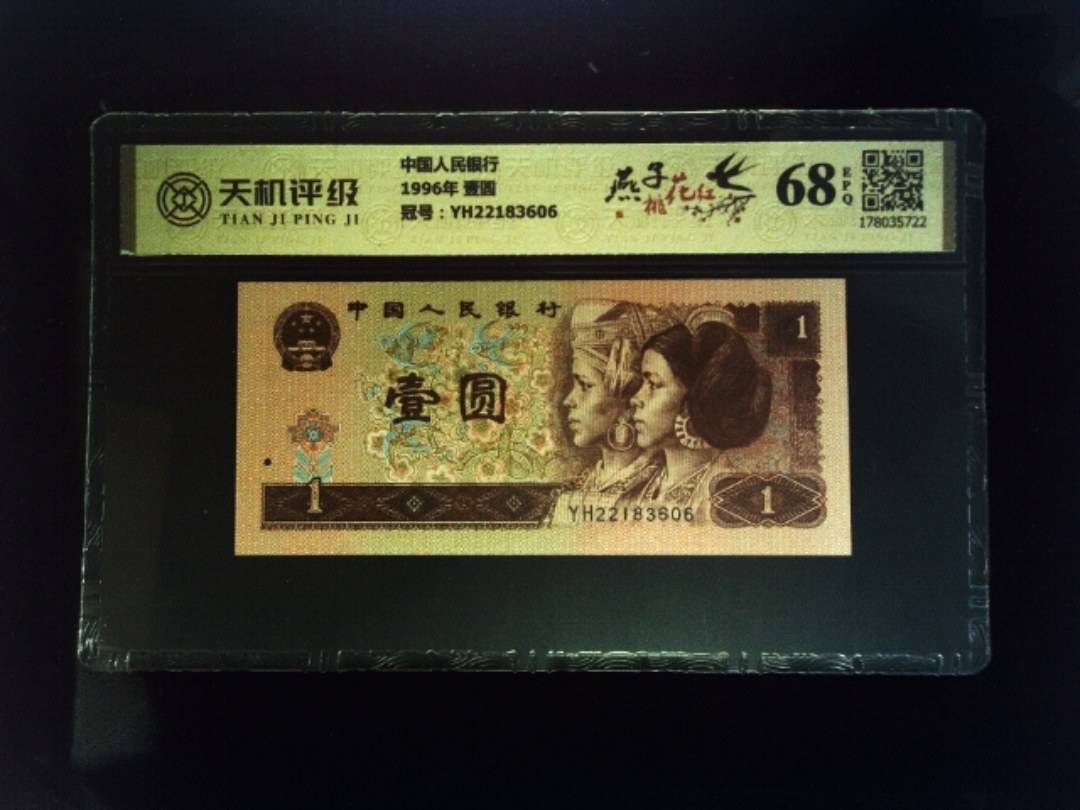 天机评级
TIAN JI PING JI
中国人民银行
1996年 壹圆
冠号：YH22183606
燕子
桃花红
68
EPQ
178035722
中国人民银行
1
壹圆
1
YH22183606
1